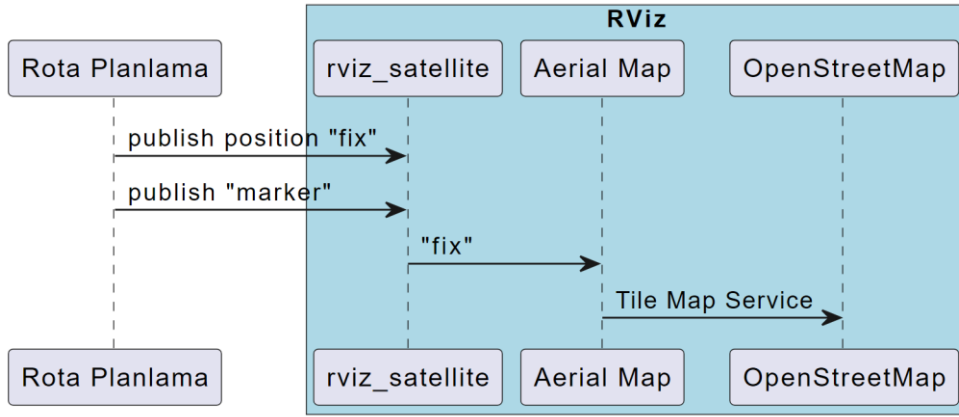 RViz
Rota Planlama
rviz_satellite
Aerial Map
OpenStreetMap
publish position "fix"
publish "marker"
"fix"
Tile Map Service
Rota Planlama
rviz_satellite
Aerial Map
OpenStreetMap